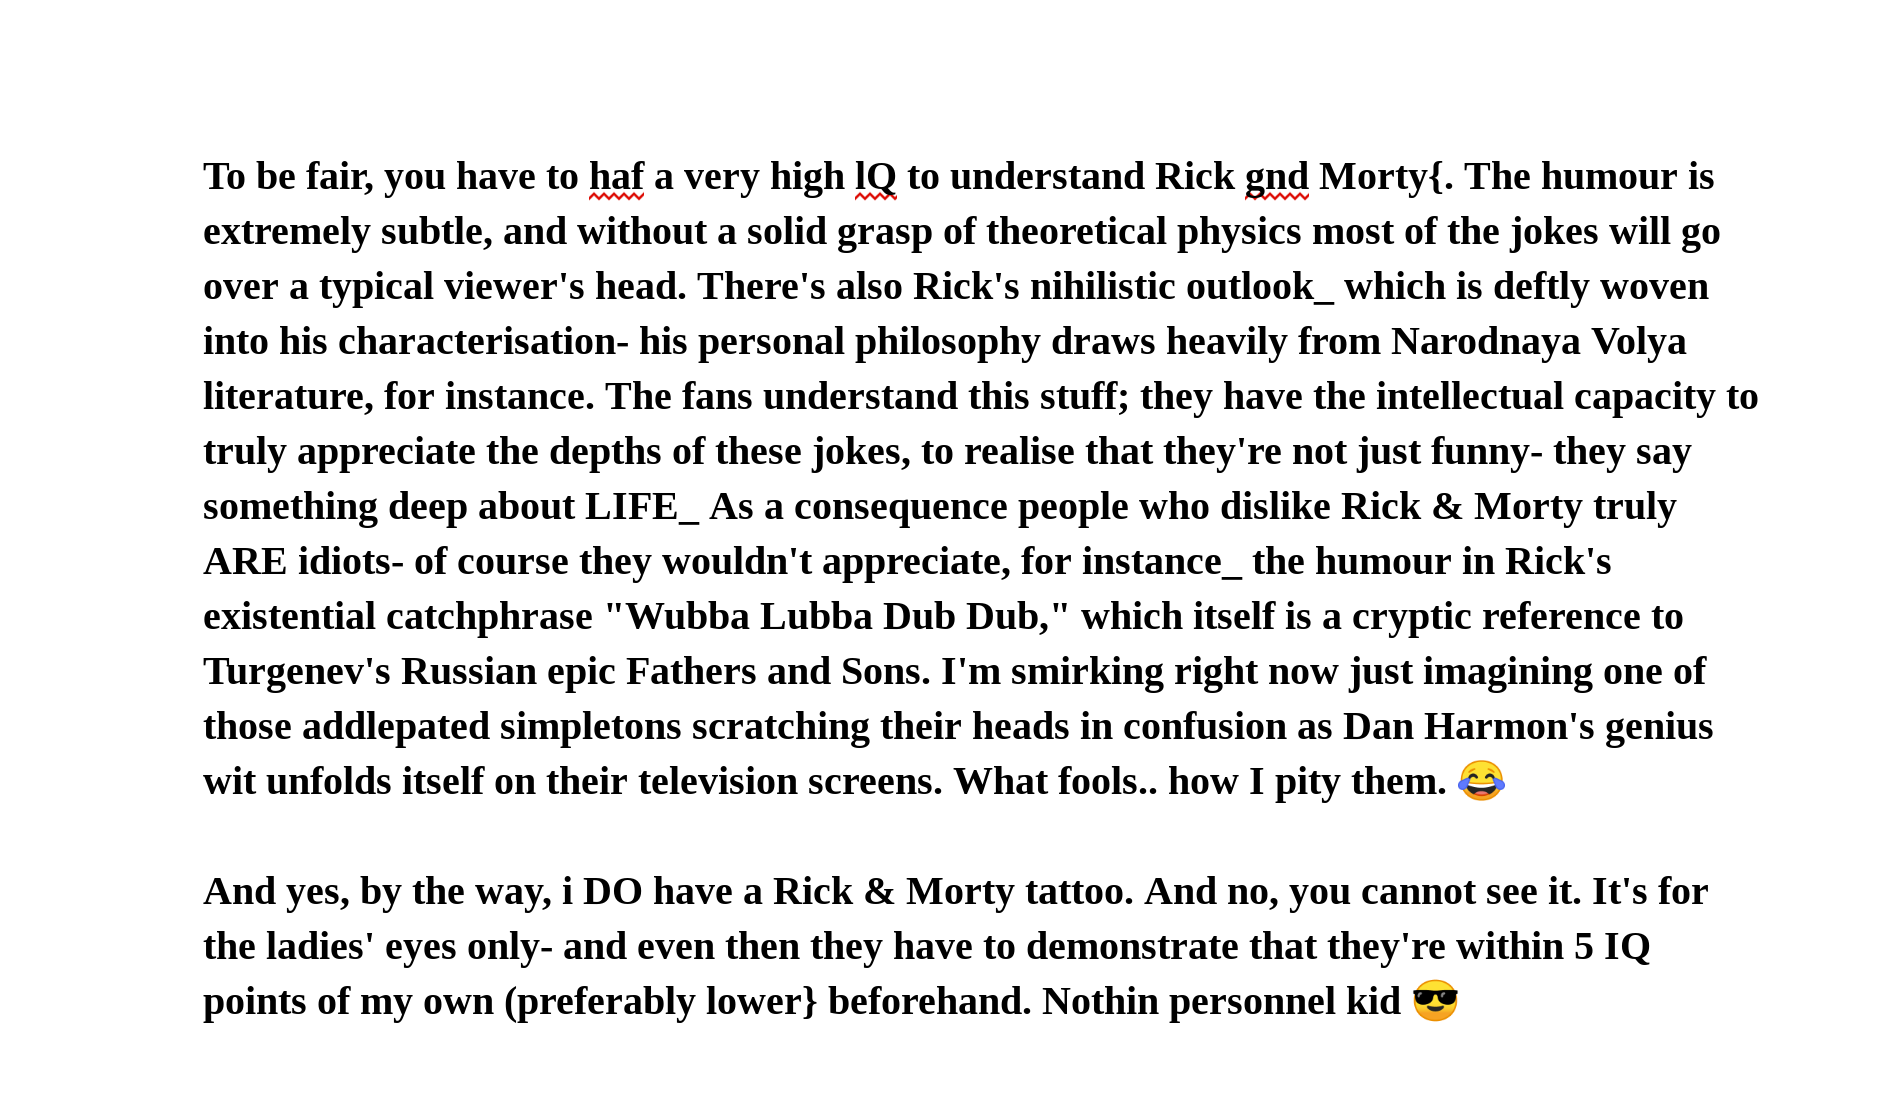 To be fair, you have to haf a very high lQ to understand Rick gnd Morty{. The humour is
extremely subtle, and without a solid grasp of theoretical physics most of the jokes will go
over a typical viewer's head. There's also Rick's nihilistic outlook_ which is deftly woven
into his characterisation- his personal philosophy draws heavily from Narodnaya Volya
literature, for instance. The fans understand this stuff; they have the intellectual capacity to
truly appreciate the depths of these jokes, to realise that they're not just funny- they say
something deep about LIFE_ As a consequence people who dislike Rick & Morty truly
ARE idiots- of course they wouldn't appreciate, for instance_ the humour in Rick's
existential catchphrase "Wubba Lubba Dub Dub," which itself is a cryptic reference to
Turgenev's Russian epic Fathers and Sons. I'm smirking right now just imagining one of
those addlepated simpletons scratching their heads in confusion as Dan Harmon's genius
wit unfolds itself on their television screens. What fools.. how I pity them. 😂
And yes, by the way, i DO have a Rick & Morty tattoo. And no, you cannot see it. It's for
the ladies' eyes only- and even then they have to demonstrate that they're within 5 IQ
points of my own (preferably lower} beforehand. Nothin personnel kid 😎